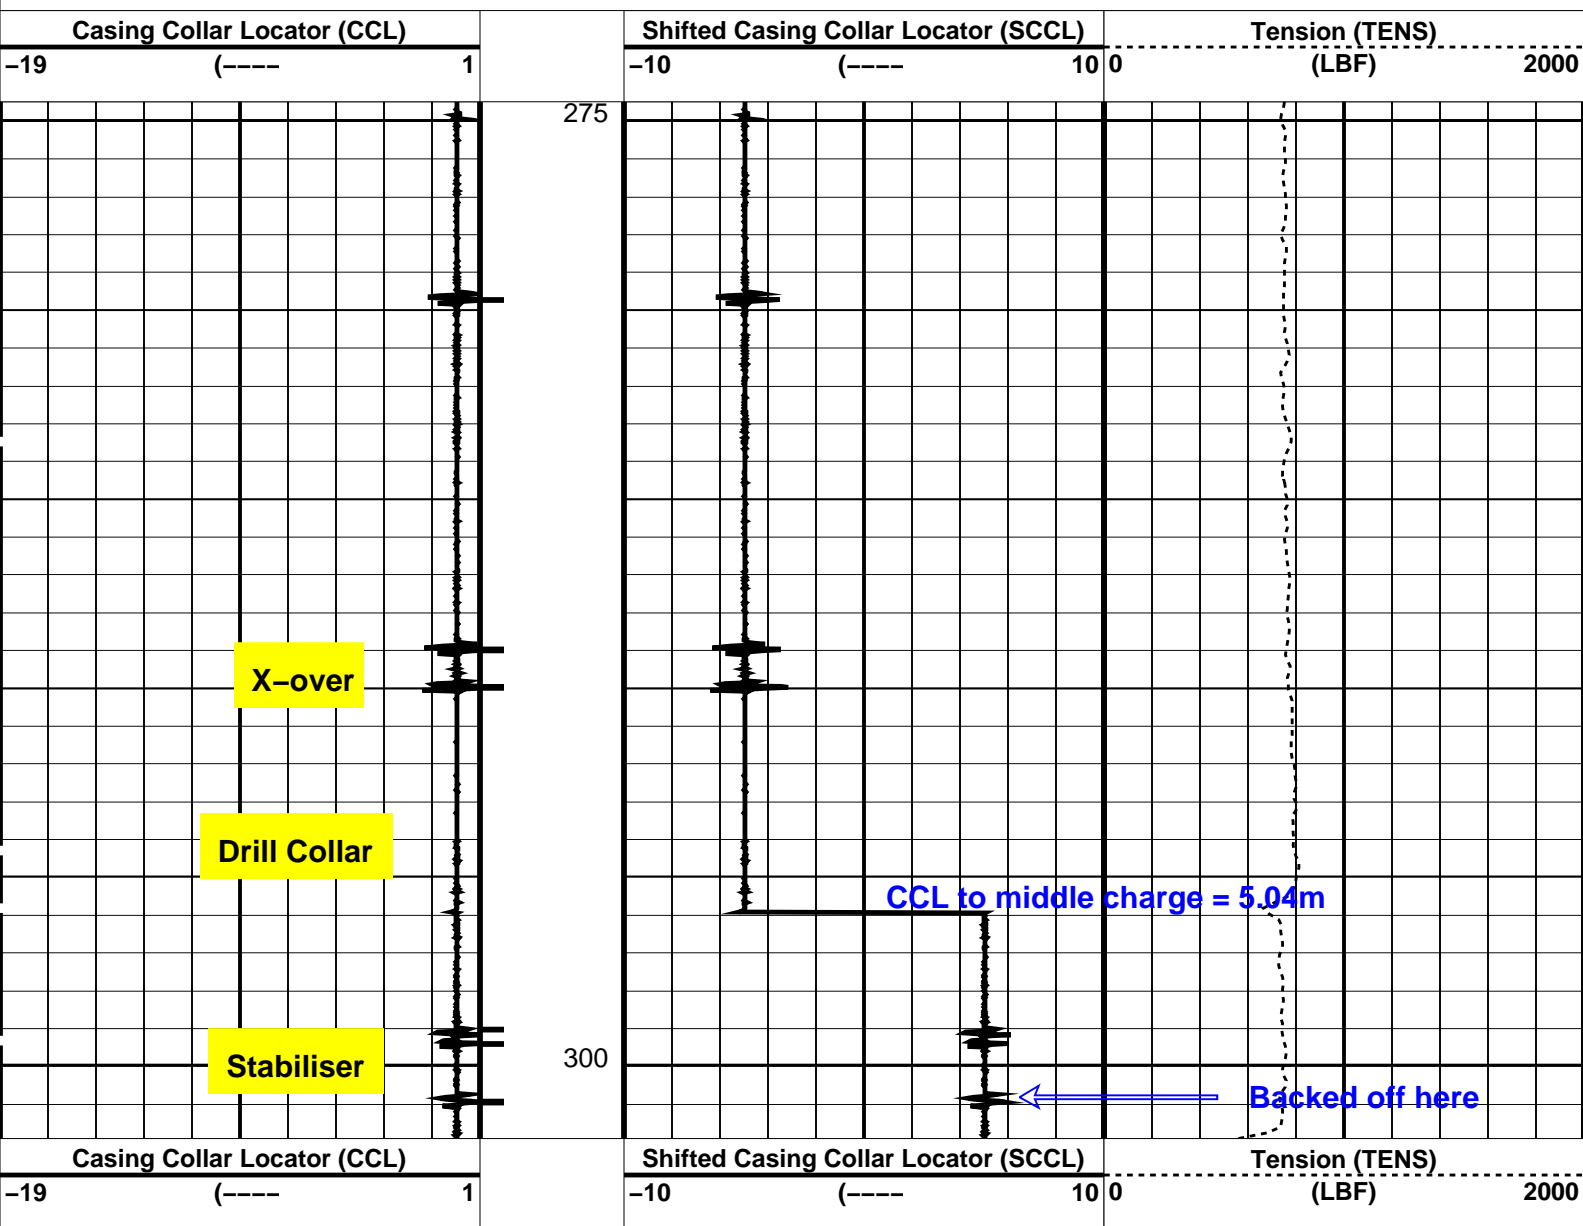 Casing Collar Locator (CCL) Shifted Casing Collar Locator (SCCL) Tension (TENS)
−19 (−−−− 1 −10 (−−−− 10 0 (LBF) 2000
275
X−over
Drill Collar
CCL to middle charge = 5.04m
300
Stabiliser
Backed off here
Casing Collar Locator (CCL) Shifted Casing Collar Locator (SCCL) Tension (TENS)
−19 (−−−− 1 −10 (−−−− 10 0 (LBF) 2000